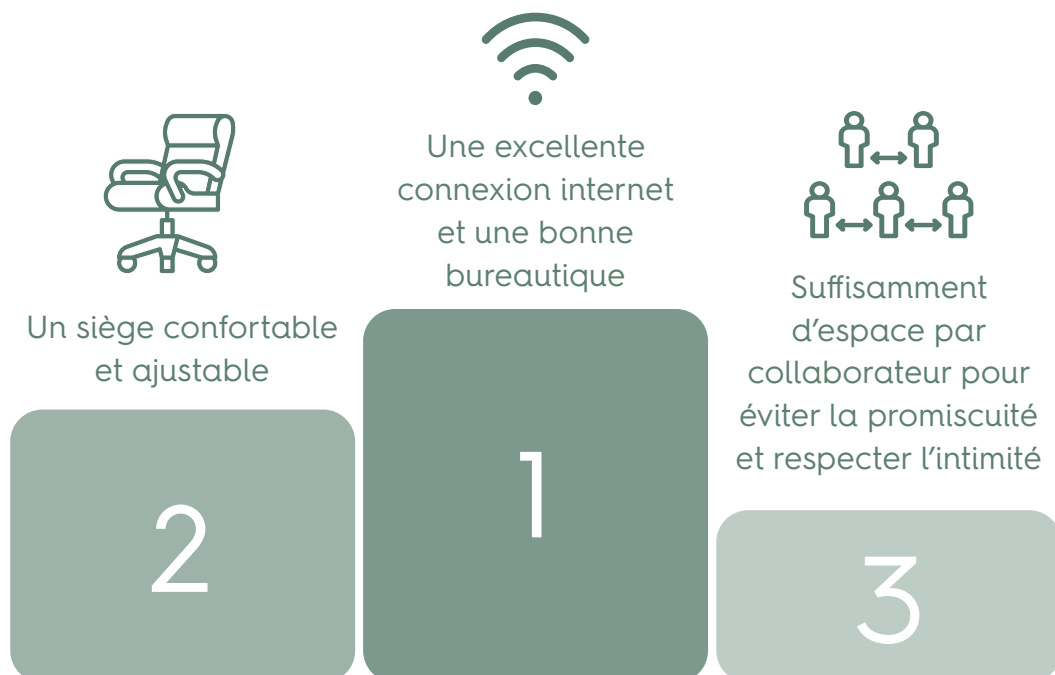 Une excellente
connexion internet
et une bonne
bureautique
1
Un siège confortable
et ajustable
2
Suffisamment
d’espace par
collaborateur pour
éviter la promiscuité
et respecter l’intimité
3